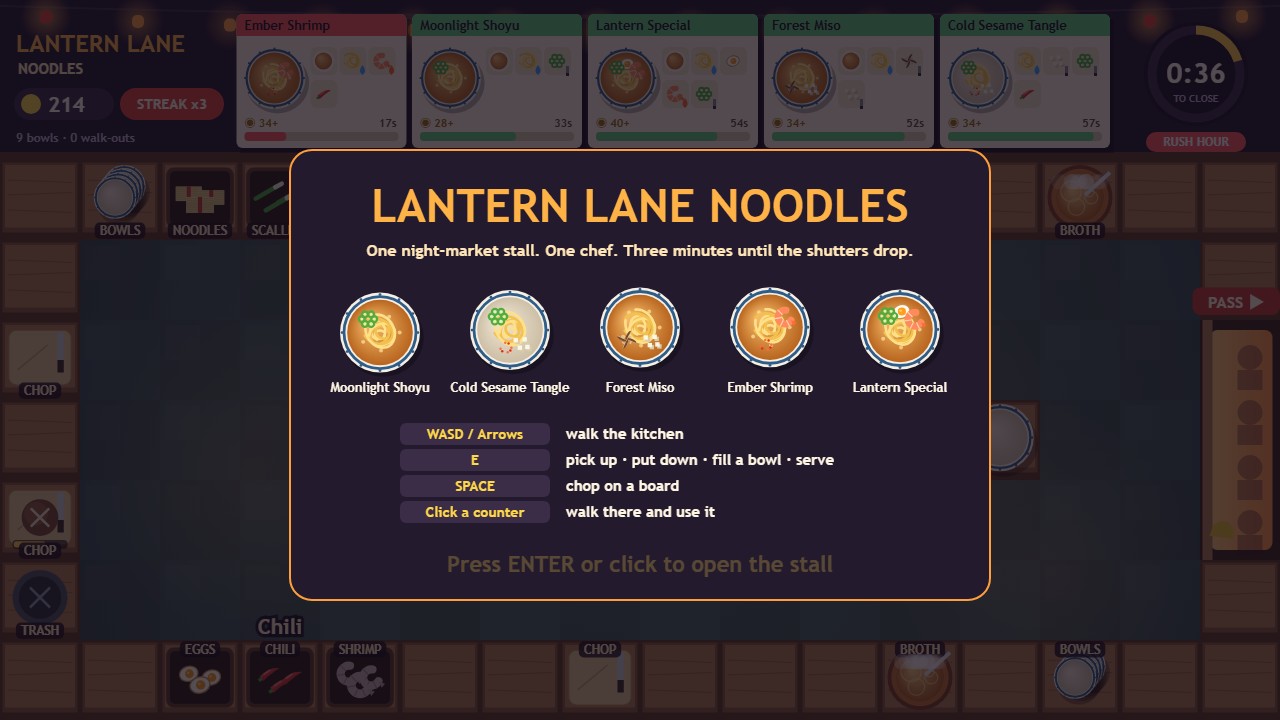 LANTERN LANE
NOODLES
214
STREAK x3
9 bowls · 0 walk-outs
Ember Shrimp
34+
17s
Moonlight Shoyu
28+
33s
Lantern Special
40+
54s
Forest Miso
34+
52s
Cold Sesame Tangle
34+
57s
0:36
TO CLOSE
RUSH HOUR
BOWLS
NOODLES
SCALL
BROTH
LANTERN LANE NOODLES
One night-market stall. One chef. Three minutes until the shutters drop.
Moonlight Shoyu
Cold Sesame Tangle
Forest Miso
Ember Shrimp
Lantern Special
WASD / Arrows
walk the kitchen
E
pick up · put down · fill a bowl · serve
SPACE
chop on a board
Click a counter
walk there and use it
Press ENTER or click to open the stall
PASS
CHOP
CHOP
TRASH
Chili
EGGS
CHILI
SHRIMP
CHOP
BROTH
BOWLS